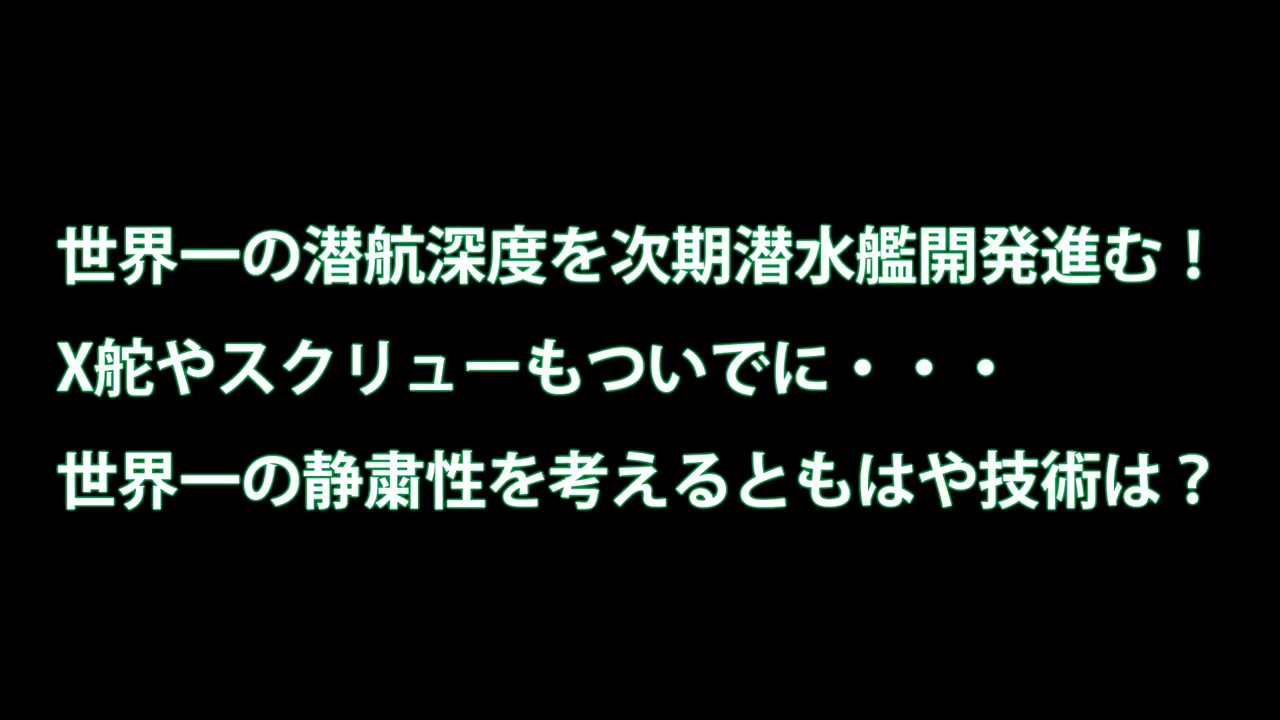 世界一の潜航深度を次期潜水艦開発進む！
X舵やスクリューもついでに・・・
世界一の静粛性を考えるともはや技術は？